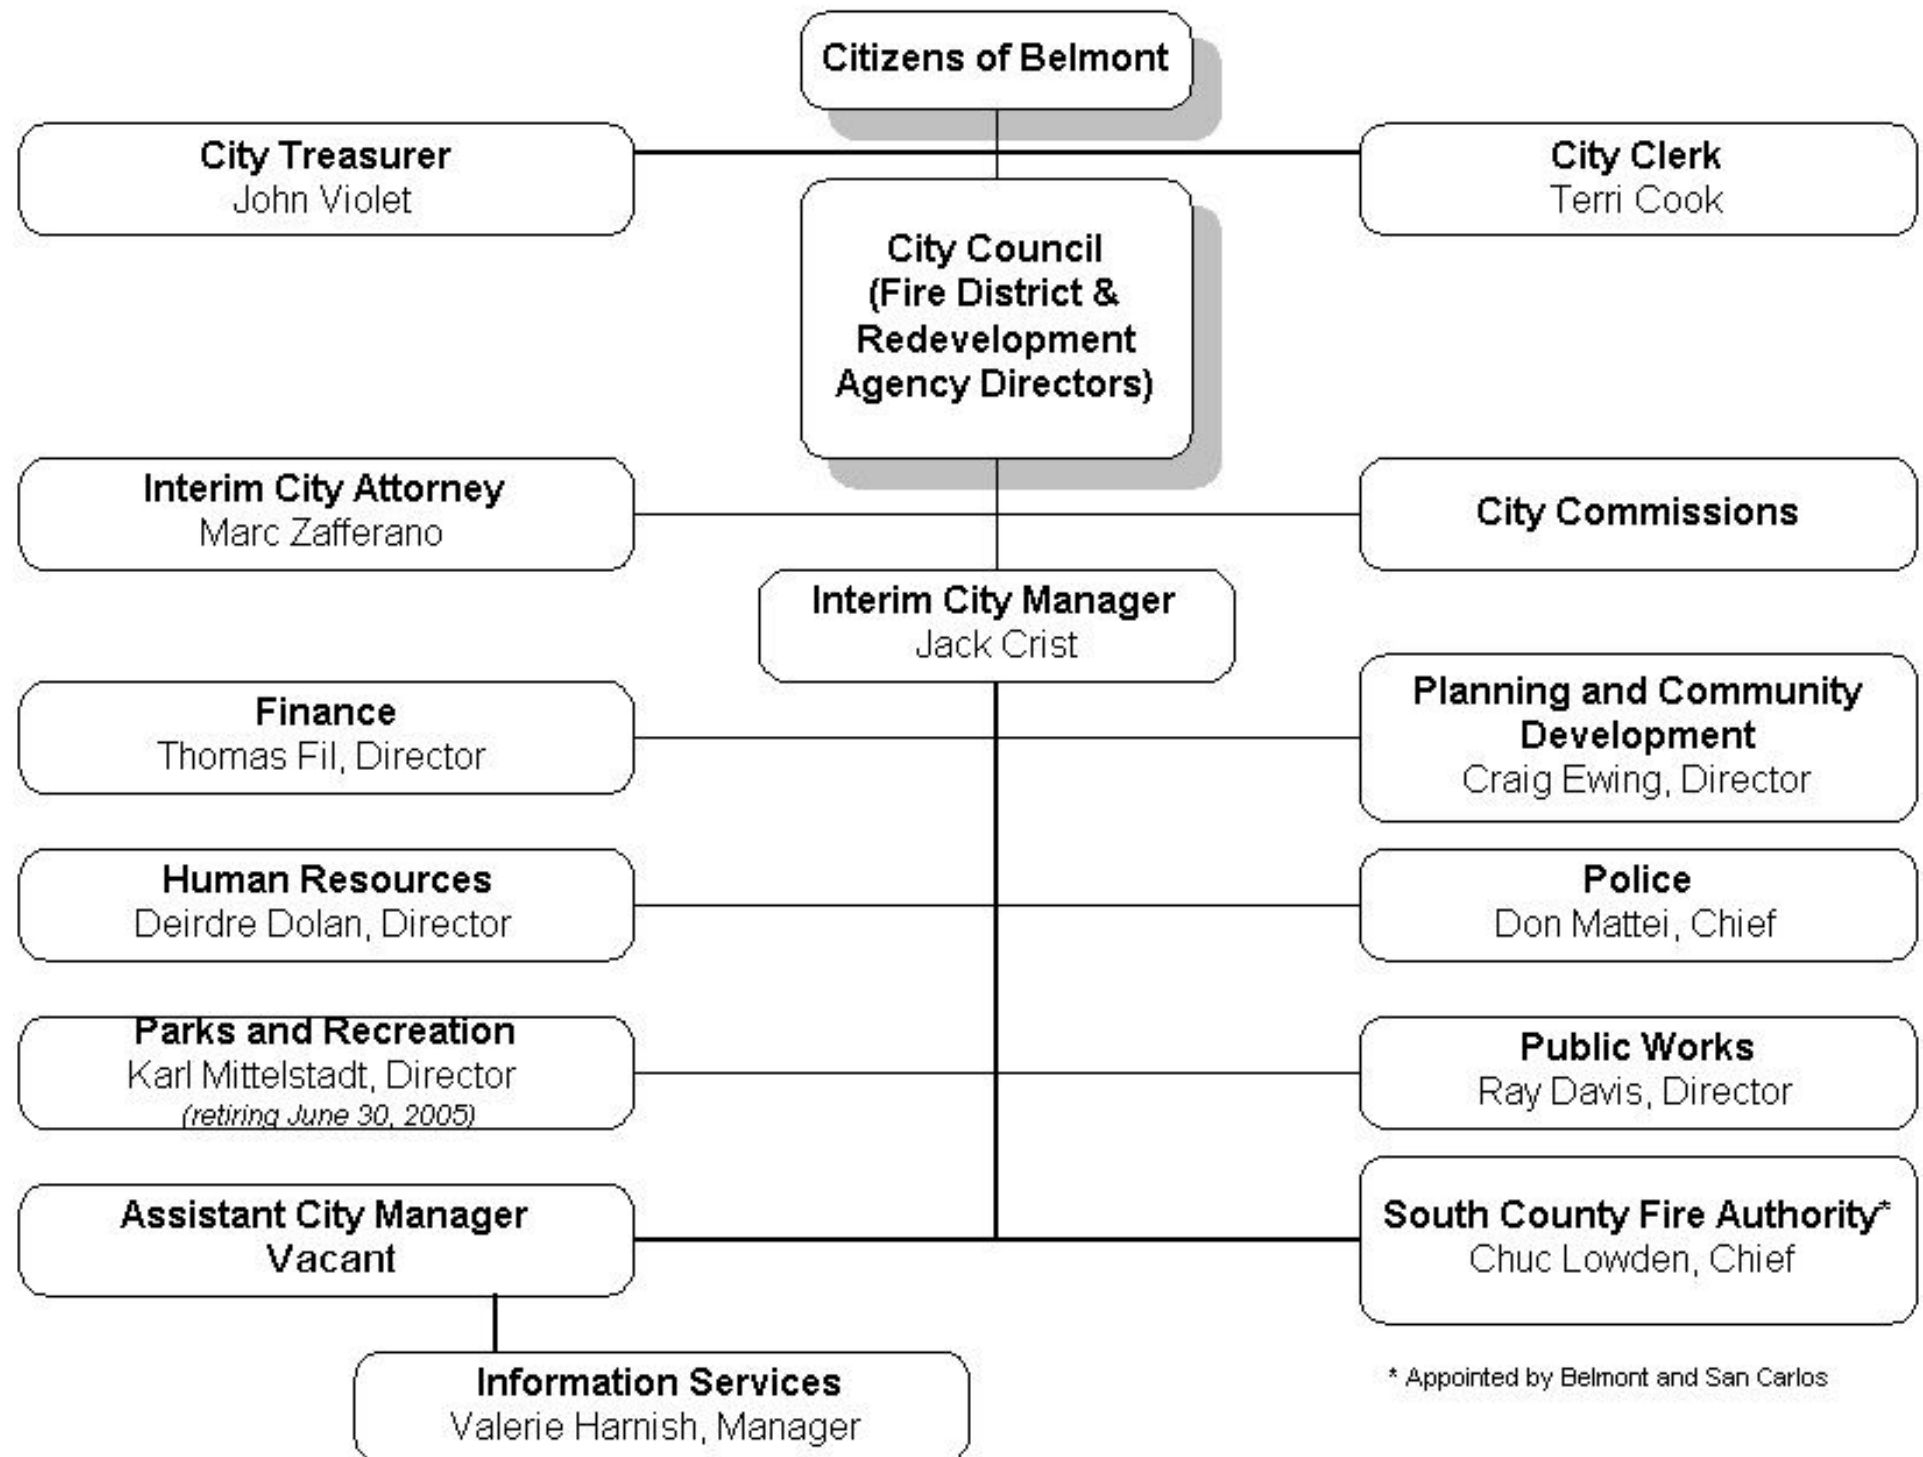 Citizens of Belmont
City Treasurer
John Violet
City Clerk
Terri Cook
City Council
(Fire District &
Redevelopment
Agency Directors)
Interim City Attorney
Marc Zafferano
City Commissions
Interim City Manager
Jack Crist
Finance
Thomas Fil, Director
Planning and Community
Development
Craig Ewing, Director
Human Resources
Deirdre Dolan, Director
Police
Don Mattei, Chief
Parks and Recreation
Karl Mittelstadt, Director
(retiring June 30, 2005)
Public Works
Ray Davis, Director
Assistant City Manager
Vacant
South County Fire Authority*
Chuc Lowden, Chief
Information Services
Valerie Harnish, Manager
* Appointed by Belmont and San Carlos